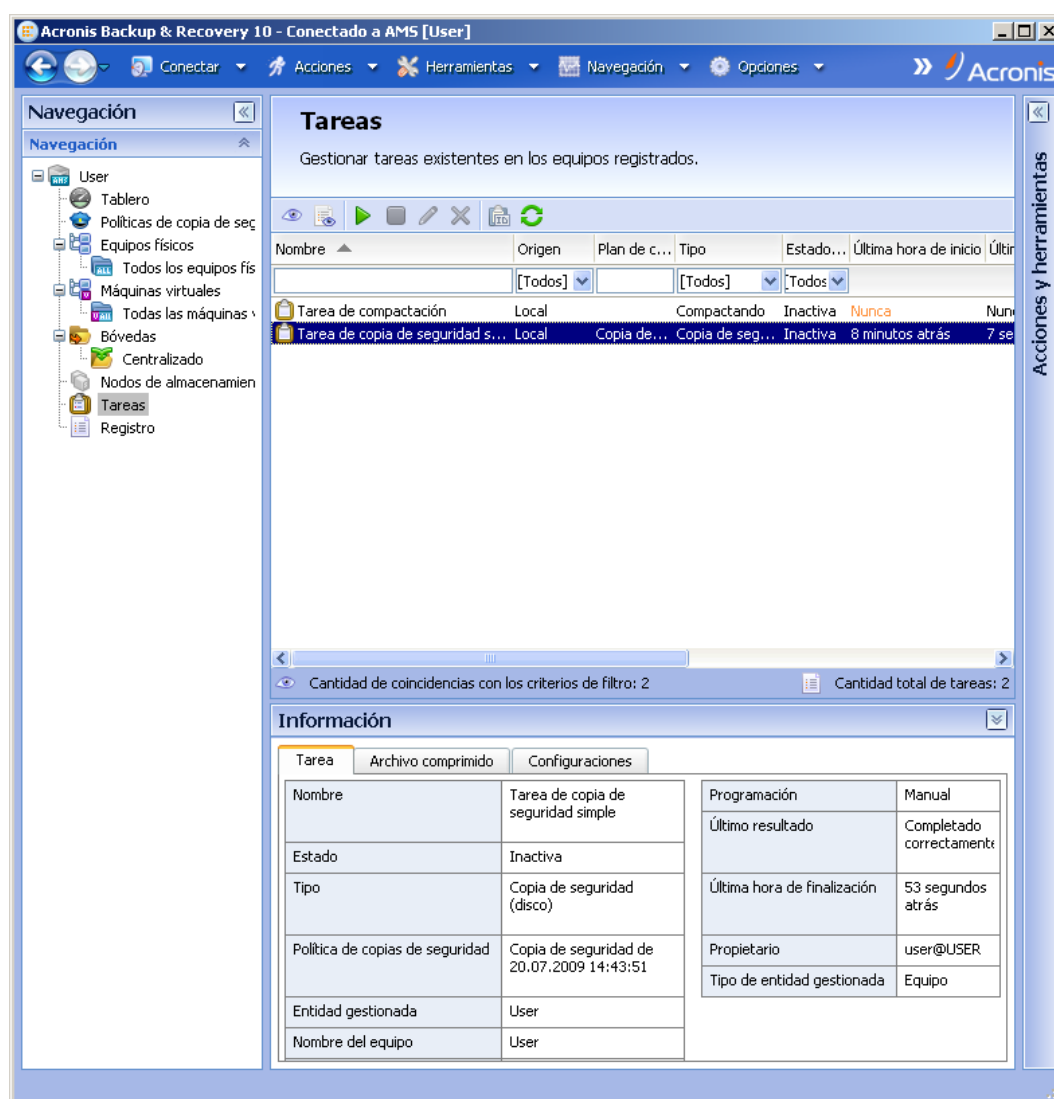 Acronis Backup & Recovery 10 - Conectado a AMS [User]
Conectar Acciones Herramientas Navegación Opciones » Acronis
Navegación
Navegación
User
Tablero
Políticas de copia de seg
Equipos físicos
Todos los equipos fís
Máquinas virtuales
Todas las máquinas v
Bóvedas
Centralizado
Nodos de almacenamien
Tareas
Registro
Tareas
Gestionar tareas existentes en los equipos registrados.
Nombre Origen Plan de c... Tipo Estado... Última hora de inicio Últir
[Todos] [Todos] [Todos
Tarea de compactación Local Compactando Inactiva Nunca Nun
Tarea de copia de seguridad s... Local Copia de... Copia de seg... Inactiva 8 minutos atrás 7 se
Cantidad de coincidencias con los criterios de filtro: 2 Cantidad total de tareas: 2
Información
Tarea Archivo comprimido Configuraciones
Nombre Tarea de copia de
seguridad simple
Estado Inactiva
Tipo Copia de seguridad
(disco)
Política de copias de seguridad Copia de seguridad de
20.07.2009 14:43:51
Entidad gestionada User
Nombre del equipo User
Programación Manual
Último resultado Completado
correctamente
Última hora de finalización 53 segundos
atrás
Propietario user@USER
Tipo de entidad gestionada Equipo
Acciones y herramientas